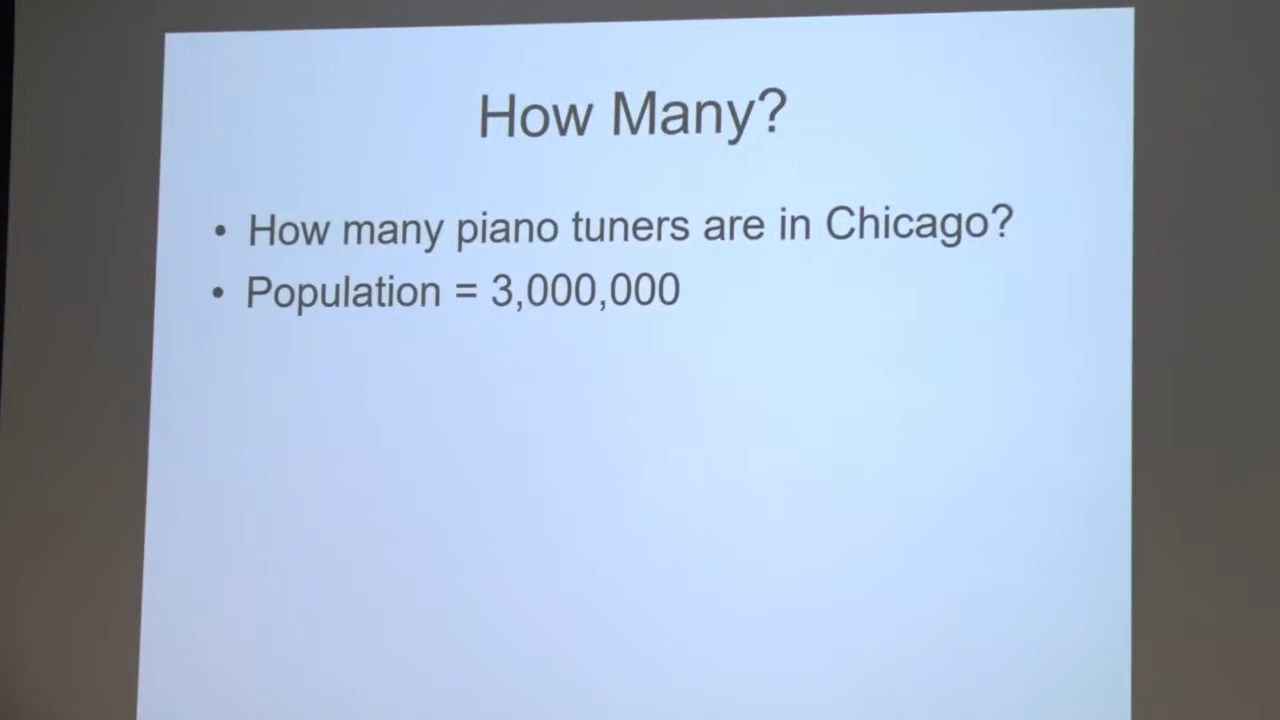 How Many?
• How many piano tuners are in Chicago?
• Population = 3,000,000